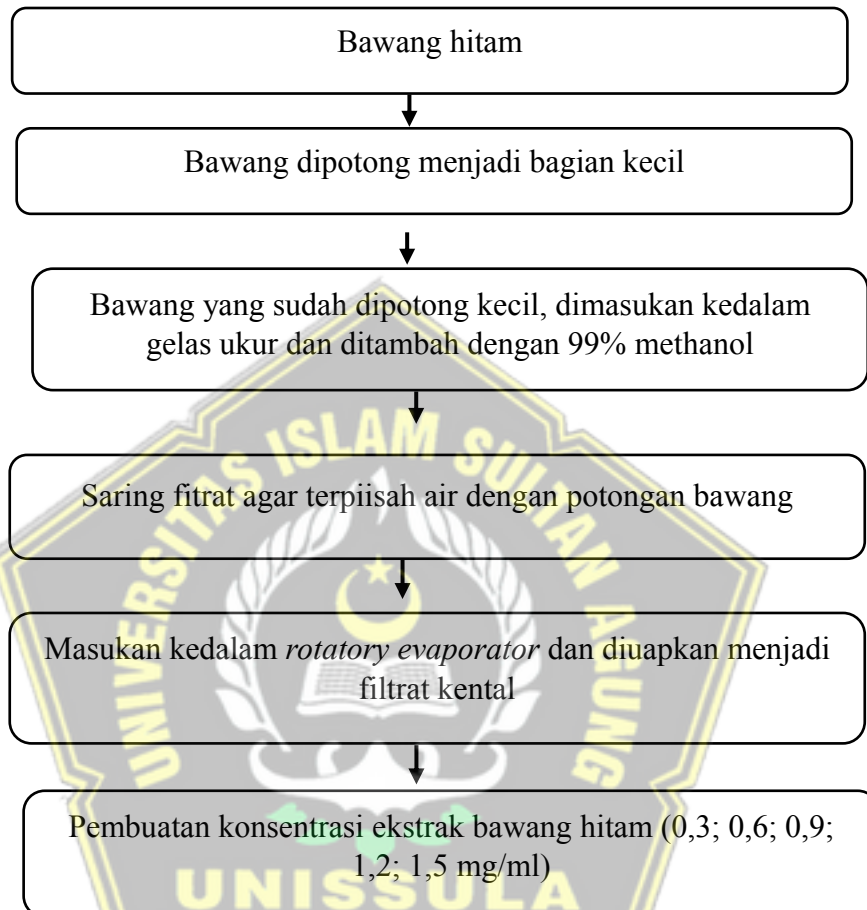 Bawang hitam
Bawang dipotong menjadi bagian kecil
Bawang yang sudah dipotong kecil, dimasukan kedalam
gelas ukur dan ditambah dengan 99% methanol
UNIVERSITAS ISLAM SULTAN AGUNG
Saring fitrat agar terpiisah air dengan potongan bawang
Masukan kedalam rotatory evaporator dan diuapkan menjadi
filtrat kental
Pembuatan konsentrasi ekstrak bawang hitam (0,3; 0,6; 0,9;
1,2; 1,5 mg/ml)
UNISSULA